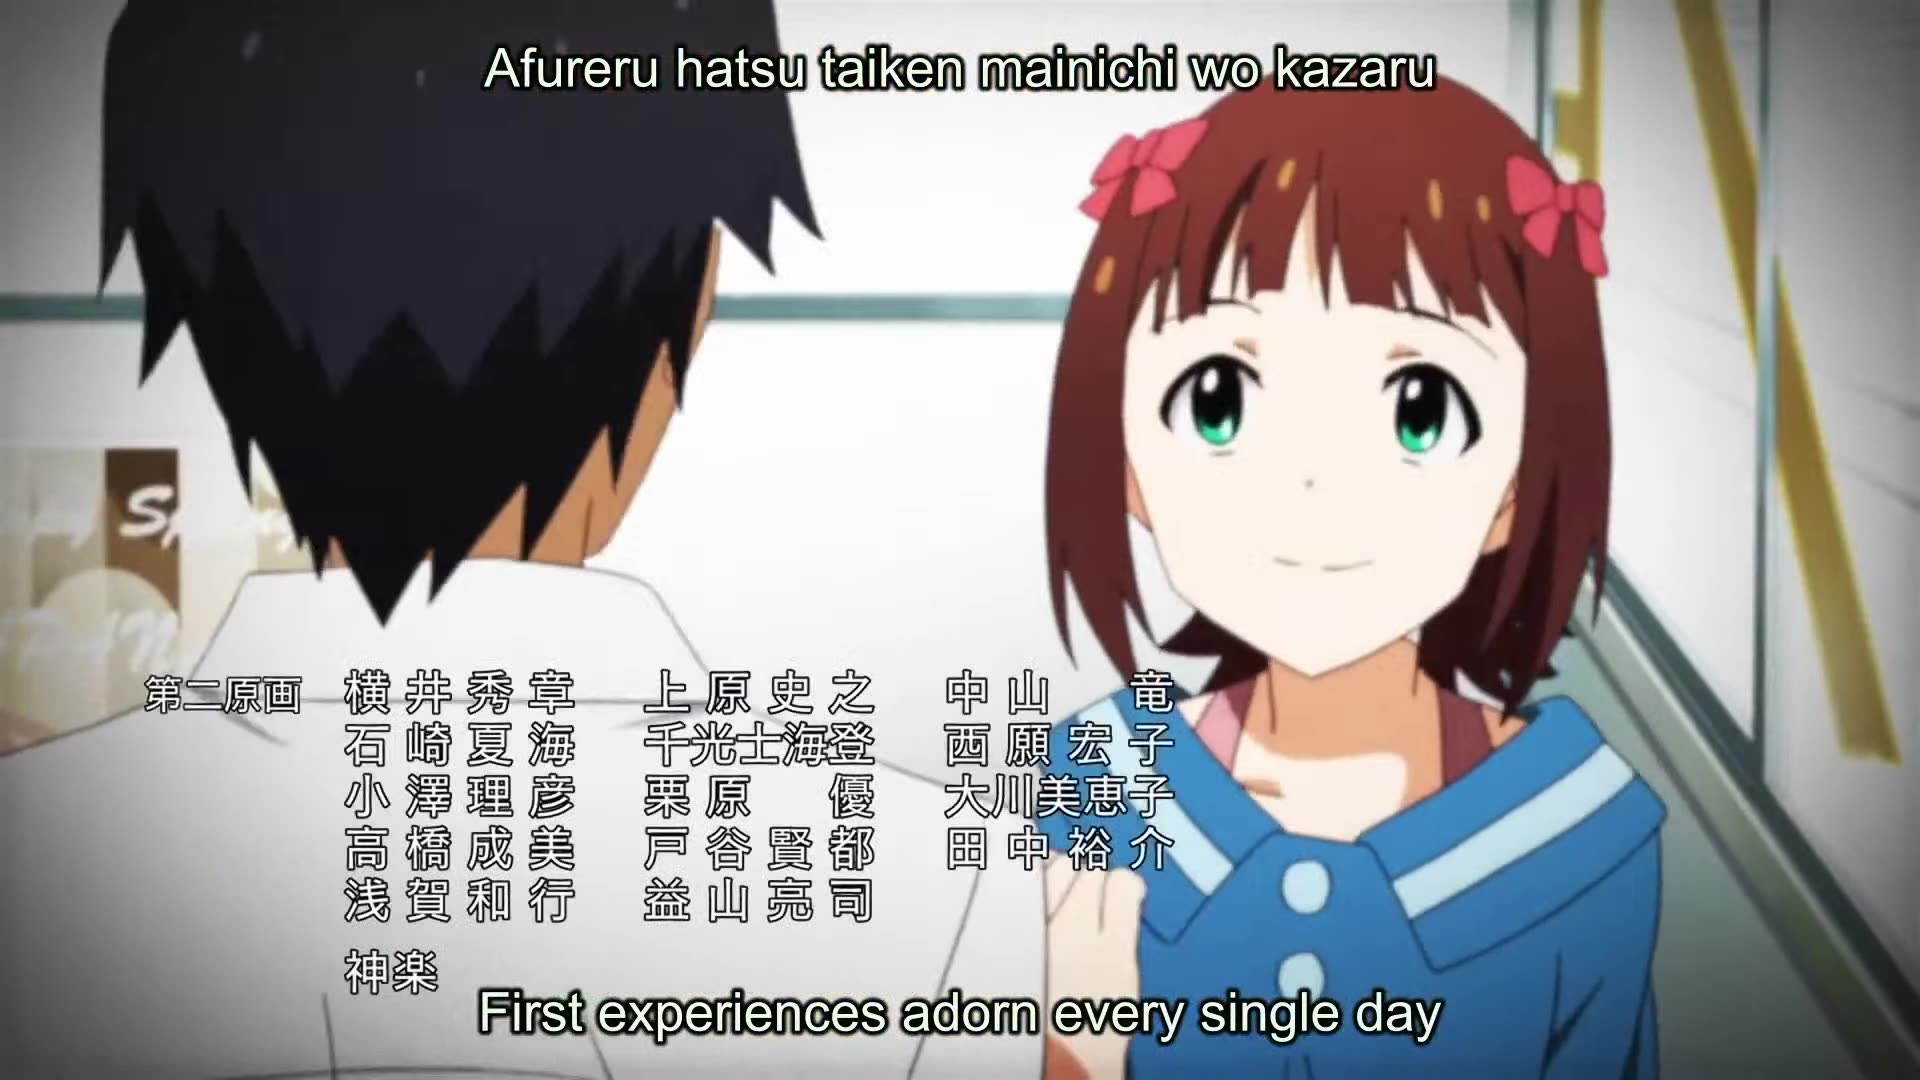 Afureru hatsu taiken mainichi wo kazaru
Sp
第二原画 横井秀章 上原史之 中山 竜
石崎夏海 千光士海登 西願宏子
小澤理彦 栗原 優 大川美恵子
高橋成美 戸谷賢都 田中裕介
浅賀和行 益山亮司
神楽
First experiences adorn every single day